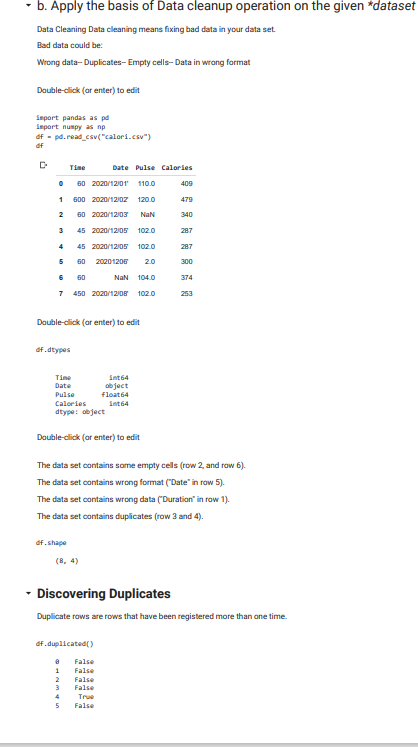 b. Apply the basis of Data cleanup operation on the given *dataset
Data Cleaning Data cleaning means fixing bad data in your data set.
Bad data could be:
Wrong data-- Duplicates-- Empty cells-- Data in wrong format
Double-click (or enter) to edit
import pandas as pd
import numpy as np
df = pd.read_csv("calori.csv")
df
Time Date Pulse Calories
0 60 2020/12/01' 110.0 409
1 600 2020/12/02' 120.0 479
2 60 2020/12/03' NaN 340
3 45 2020/12/05' 102.0 287
4 45 2020/12/05' 102.0 287
5 60 20201206' 2.0 300
6 60 NaN 104.0 374
7 450 2020/12/08' 102.0 253
Double-click (or enter) to edit
df.dtypes
Time int64
Date object
Pulse float64
Calories int64
dtype: object
Double-click (or enter) to edit
The data set contains some empty cells (row 2, and row 6).
The data set contains wrong format ("Date" in row 5).
The data set contains wrong data ("Duration" in row 1).
The data set contains duplicates (row 3 and 4).
df.shape
(8, 4)
Discovering Duplicates
Duplicate rows are rows that have been registered more than one time.
df.duplicated()
0 False
1 False
2 False
3 False
4 True
5 False